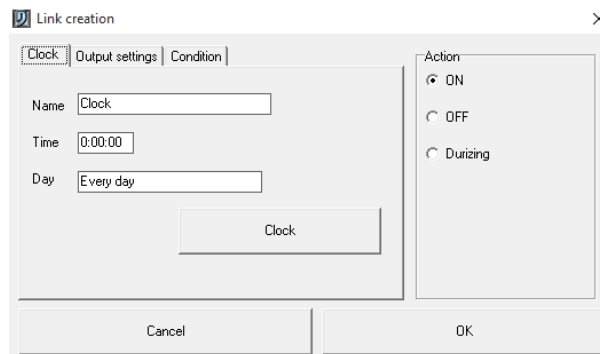 Link creation
Clock Output settings Condition
Name Clock
Time 0:00:00
Day Every day
Clock
Action
ON
OFF
Durizing
Cancel OK